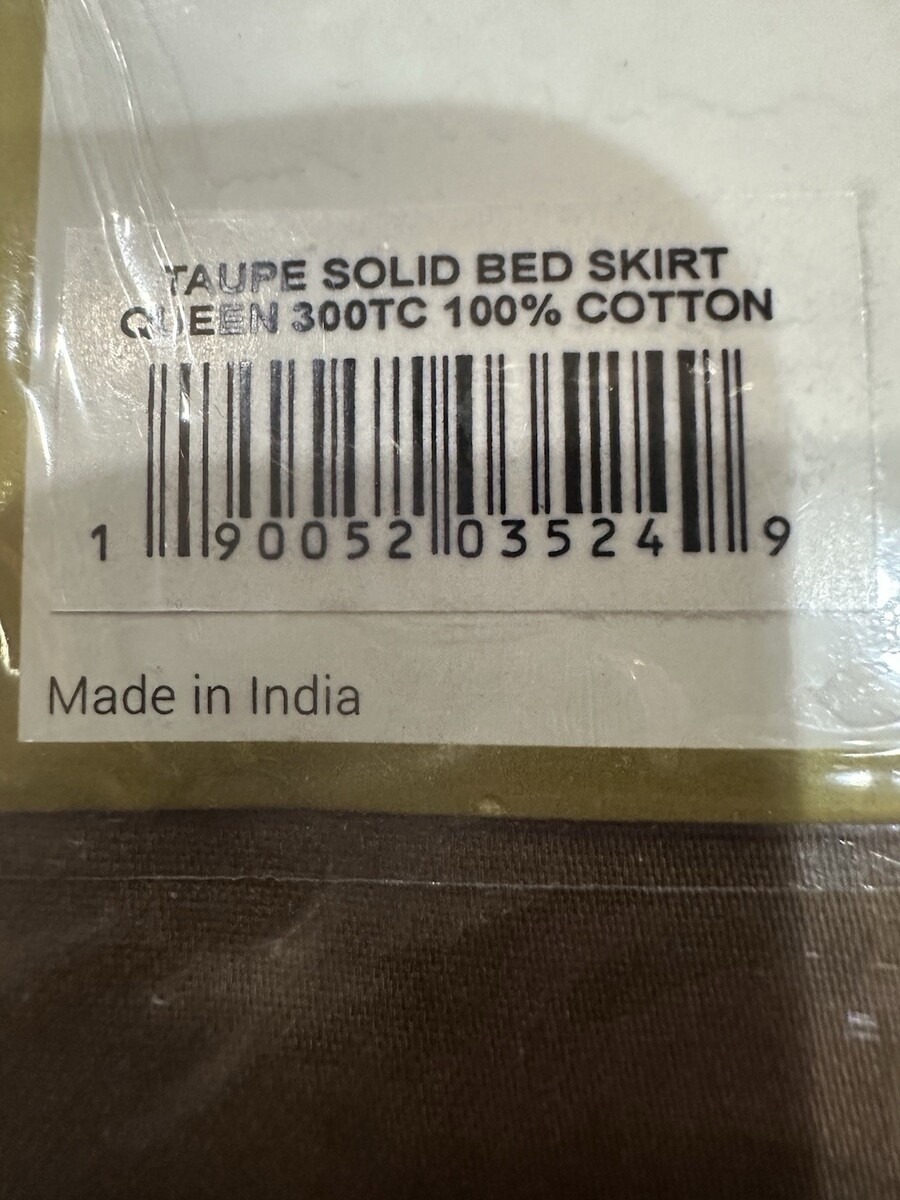 TAUPE SOLID BED SKIRT
QUEEN 300TC 100% COTTON
1 90052 03524 9
Made in India